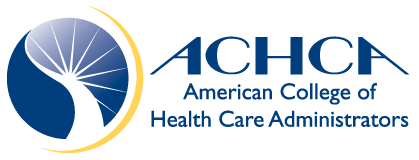 ACHCA
American College of
Health Care Administrators